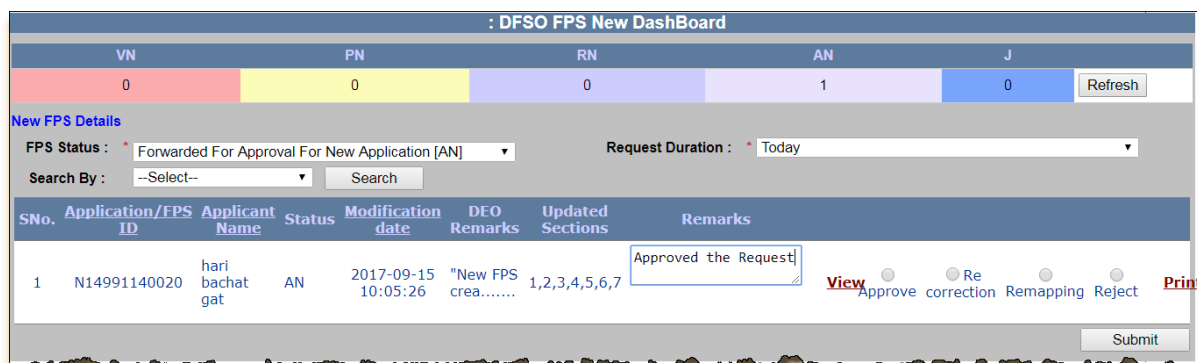 : DFSO FPS New DashBoard
VN PN RN AN J
0 0 0 1 0 Refresh
New FPS Details
FPS Status : * Forwarded For Approval For New Application [AN] Request Duration : * Today
Search By : --Select-- Search
SNo. Application/FPS ID Applicant Name Status Modification date DEO Remarks Updated Sections Remarks
1 N14991140020 hari bachat gat AN 2017-09-15 10:05:26 "New FPS crea....... 1,2,3,4,5,6,7 Approved the Request View Approve Re correction Remapping Reject Print
Submit